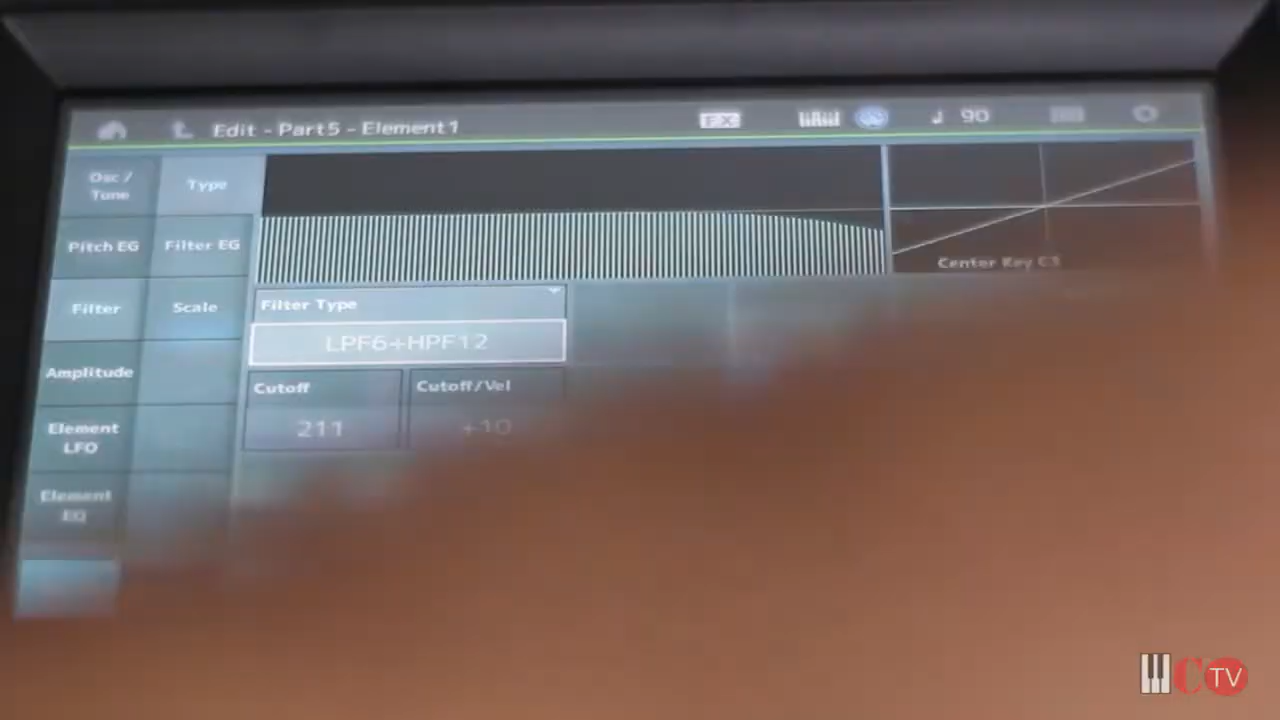 Edit - Part5 - Element1
FX
90
Osc /
Tune
Type
Pitch EG
Filter EG
Center Key C3
Filter
Scale
Filter Type
LPF6+HPF12
Amplitude
Cutoff
Cutoff/Vel
211
+10
Element
LFO
Element
EQ
C
TV